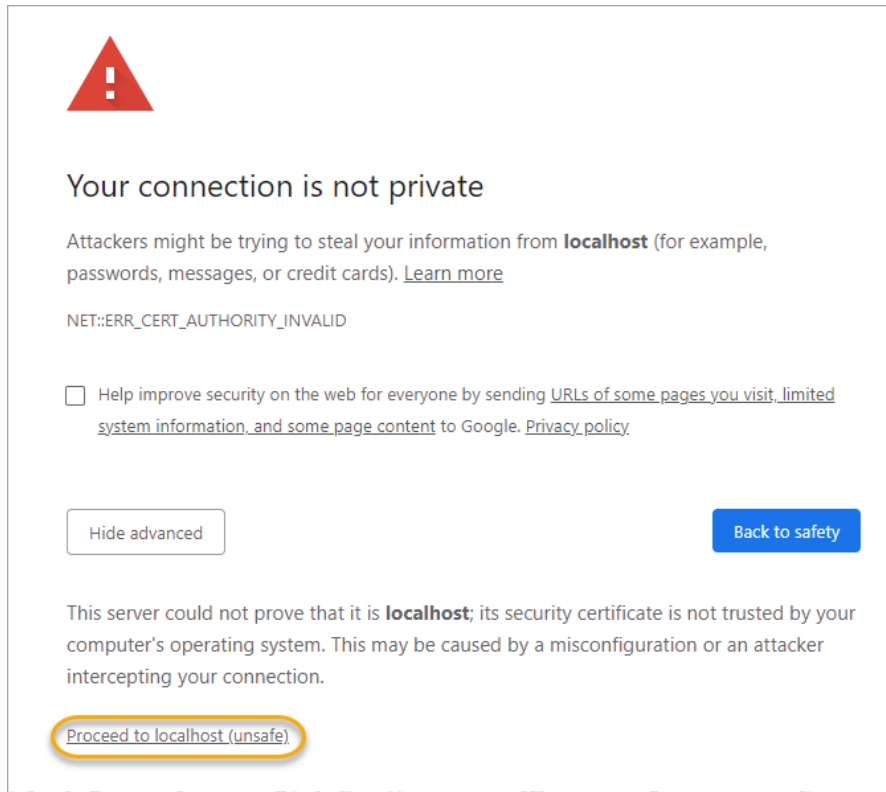 Your connection is not private
Attackers might be trying to steal your information from localhost (for example,
passwords, messages, or credit cards). Learn more
NET::ERR_CERT_AUTHORITY_INVALID
Help improve security on the web for everyone by sending URLs of some pages you visit, limited
system information, and some page content to Google. Privacy policy
Hide advanced
Back to safety
This server could not prove that it is localhost; its security certificate is not trusted by your
computer's operating system. This may be caused by a misconfiguration or an attacker
intercepting your connection.
Proceed to localhost (unsafe)